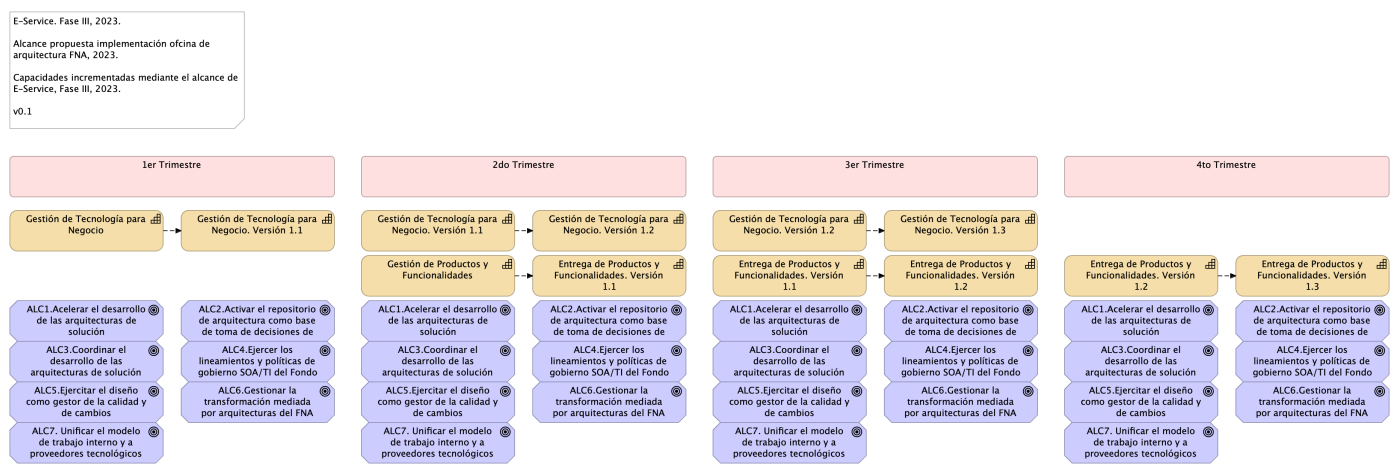 E-Service. Fase III, 2023.
Alcance propuesta implementación ofcina de
arquitectura FNA, 2023.
Capacidades incrementadas mediante el alcance de
E-Service, Fase III, 2023.
v0.1
1er Trimestre
2do Trimestre
3er Trimestre
4to Trimestre
Gestión de Tecnología para
Negocio
Gestión de Tecnología para
Negocio. Versión 1.1
Gestión de Tecnología para
Negocio. Versión 1.1
Gestión de Tecnología para
Negocio. Versión 1.2
Gestión de Tecnología para
Negocio. Versión 1.2
Gestión de Tecnología para
Negocio. Versión 1.3
Gestión de Productos y
Funcionalidades
Entrega de Productos y
Funcionalidades. Versión
1.1
Entrega de Productos y
Funcionalidades. Versión
1.1
Entrega de Productos y
Funcionalidades. Versión
1.2
Entrega de Productos y
Funcionalidades. Versión
1.2
Entrega de Productos y
Funcionalidades. Versión
1.3
ALC1.Acelerar el desarrollo
de las arquitecturas de
solución
ALC2.Activar el repositorio
de arquitectura como base
de toma de decisiones de
ALC3.Coordinar el
desarrollo de las
arquitecturas de solución
ALC4.Ejercer los
lineamientos y políticas de
gobierno SOA/TI del Fondo
ALC5.Ejercitar el diseño
como gestor de la calidad y
de cambios
ALC6.Gestionar la
transformación mediada
por arquitecturas del FNA
ALC7. Unificar el modelo
de trabajo interno y a
proveedores tecnológicos
ALC1.Acelerar el desarrollo
de las arquitecturas de
solución
ALC2.Activar el repositorio
de arquitectura como base
de toma de decisiones de
ALC3.Coordinar el
desarrollo de las
arquitecturas de solución
ALC4.Ejercer los
lineamientos y políticas de
gobierno SOA/TI del Fondo
ALC5.Ejercitar el diseño
como gestor de la calidad y
de cambios
ALC6.Gestionar la
transformación mediada
por arquitecturas del FNA
ALC7. Unificar el modelo
de trabajo interno y a
proveedores tecnológicos
ALC1.Acelerar el desarrollo
de las arquitecturas de
solución
ALC2.Activar el repositorio
de arquitectura como base
de toma de decisiones de
ALC3.Coordinar el
desarrollo de las
arquitecturas de solución
ALC4.Ejercer los
lineamientos y políticas de
gobierno SOA/TI del Fondo
ALC5.Ejercitar el diseño
como gestor de la calidad y
de cambios
ALC6.Gestionar la
transformación mediada
por arquitecturas del FNA
ALC7. Unificar el modelo
de trabajo interno y a
proveedores tecnológicos
ALC1.Acelerar el desarrollo
de las arquitecturas de
solución
ALC2.Activar el repositorio
de arquitectura como base
de toma de decisiones de
ALC3.Coordinar el
desarrollo de las
arquitecturas de solución
ALC4.Ejercer los
lineamientos y políticas de
gobierno SOA/TI del Fondo
ALC5.Ejercitar el diseño
como gestor de la calidad y
de cambios
ALC6.Gestionar la
transformación mediada
por arquitecturas del FNA
ALC7. Unificar el modelo
de trabajo interno y a
proveedores tecnológicos